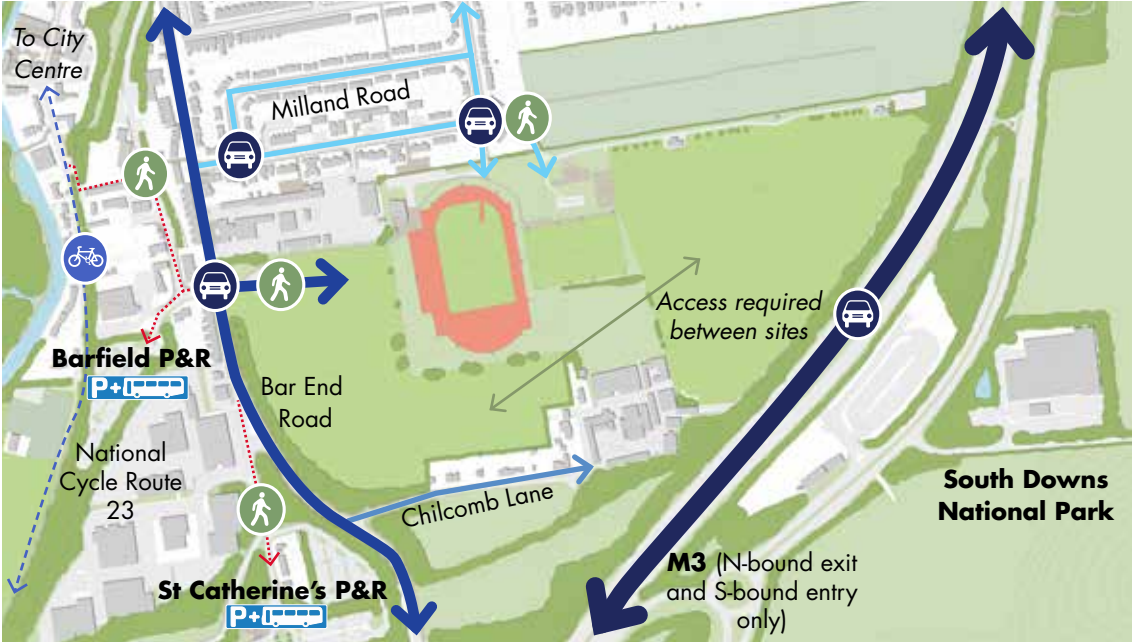 To City
Centre
Milland Road
Access required
between sites
Barfield P&R
P+
Bar End
Road
National
Cycle Route
23
Chilcomb Lane
South Downs
National Park
M3 (N-bound exit
and S-bound entry
only)
St Catherine's P&R
P+